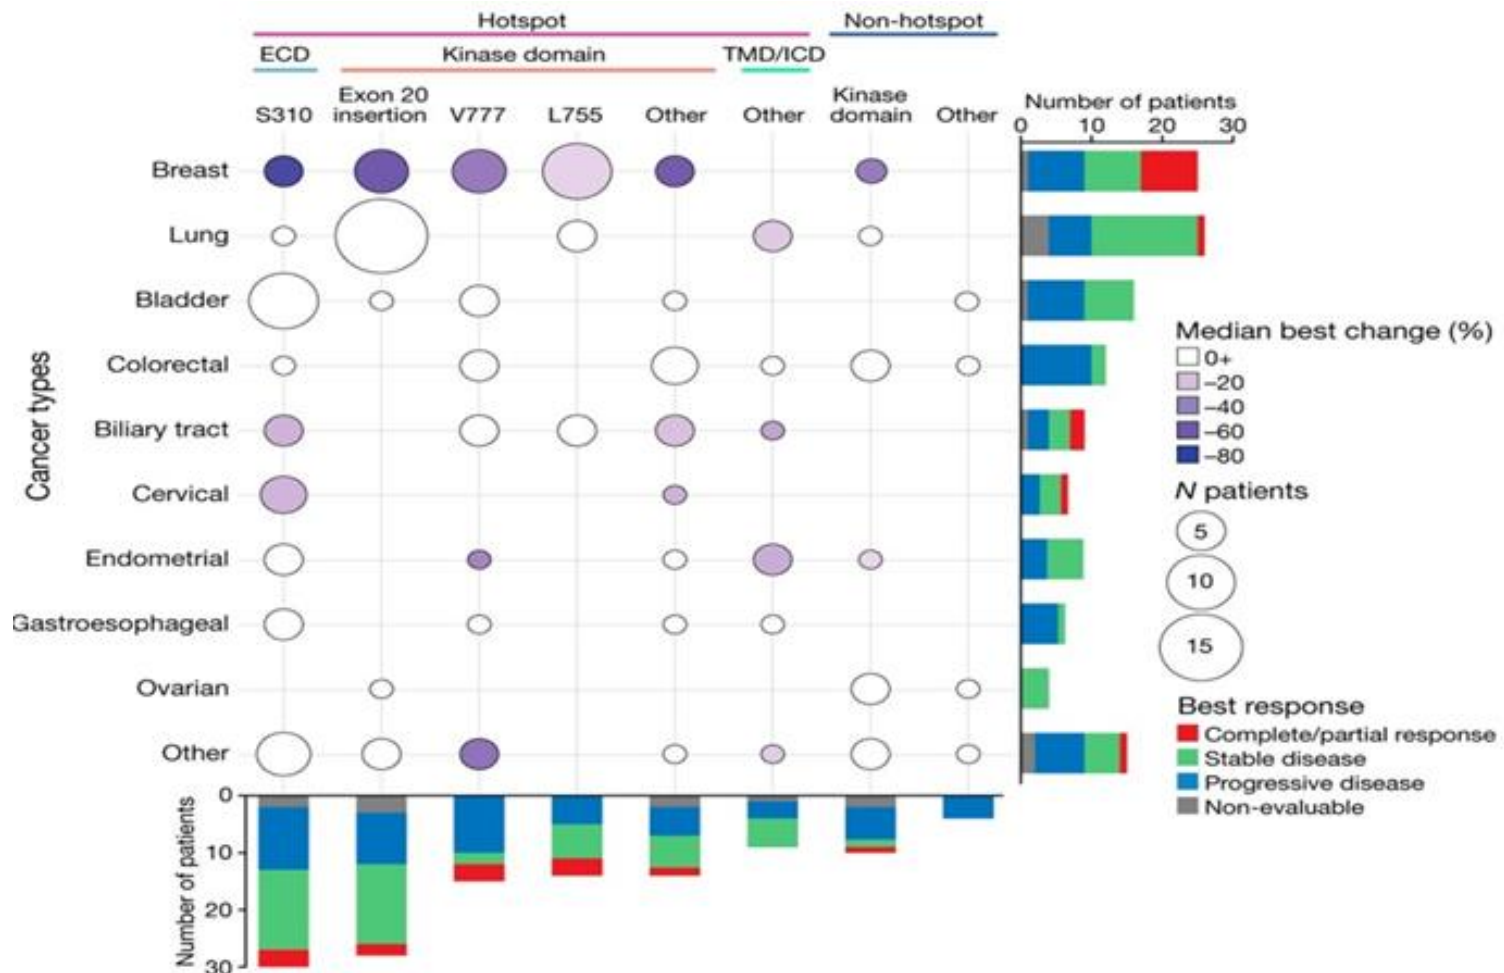 Hotspot Non-hotspot
ECD Kinase domain TMD/ICD
S310 Exon 20 insertion V777 L755 Other Other Kinase domain Other
Number of patients
0 10 20 30
Cancer types
Breast
Lung
Bladder
Colorectal
Biliary tract
Cervical
Endometrial
Gastroesophageal
Ovarian
Other
Median best change (%)
0+
−20
−40
−60
−80
N patients
5
10
15
Best response
Complete/partial response
Stable disease
Progressive disease
Non-evaluable
Number of patients
0
10
20
30